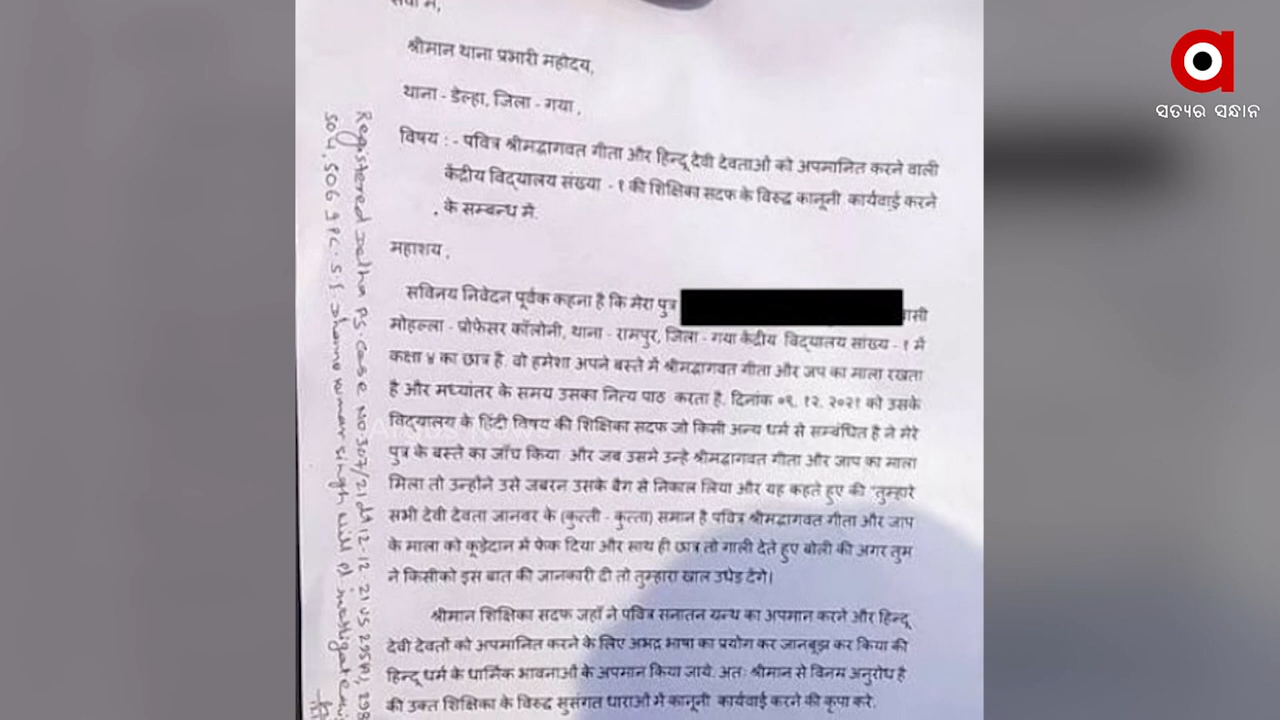 सेवा में,
श्रीमान थाना प्रभारी महोदय,
थाना - डेल्हा, जिला - गया ,
विषय : - पवित्र श्रीमद्भागवत गीता और हिन्दू देवी देवताओं को अपमानित करने वाली
केंद्रीय विद्यालय संख्या - १ की शिक्षिका सदफ के विरुद्ध कानूनी कार्यवाई करने
के सम्बन्ध में.
महाशय ,
सविनय निवेदन पूर्वक कहना है कि मेरा पुत्र
मोहल्ला - प्रोफेसर कॉलोनी, थाना - रामपुर, जिला - गया केंद्रीय विद्यालय सांख्य - १ में
कक्षा ४ का छात्र है. वो हमेशा अपने बस्ते में श्रीमद्भागवत गीता और जप का माला रखता
है और मध्यांतर के समय उसका नित्य पाठ करता है. दिनांक ०९. १२. २०२१ को उसके
विद्यालय के हिंदी विषय की शिक्षिका सदफ जो किसी अन्य धर्म से सम्बंधित है ने मेरे
पुत्र के बस्ते का जाँच किया और जब उसमे उन्हे श्रीमद्भागवत गीता और जाप का माला
मिला तो उन्होंने उसे जबरन उसके बैग से निकाल लिया और यह कहते हुए की "तुम्हारे
सभी देवी देवता जानवर के (कुत्ती - कुत्ता) समान है पवित्र श्रीमद्भागवत गीता और जाप
के माला को कूड़ेदान में फेक दिया और साथ ही छात्र तो गाली देते हुए बोली की अगर तुम
ने किसीको इस बात की जानकारी दी तो तुम्हारा खाल उधेड़ देंगे।
श्रीमान शिक्षिका सदफ जहाँ ने पवित्र सनातन ग्रन्थ का अपमान करने और हिन्दू
देवी देवतों को अपमानित करने के लिए अभद्र भाषा का प्रयोग कर जानबूझ कर किया की
हिन्दू धर्म के धार्मिक भावनाओं के अपमान किया जाये. अतः श्रीमान से विनम अनुरोध है
की उक्त शिक्षिका के विरुद्ध सुसंगत धाराओं में कानूनी कार्यवाई करने की कृपा करे.
Registered Delha PS. Case No. 307/21 dt 12-12-21 us 295A, 298
504, 506 IPC. S.I singh will
ସତ୍ୟର ସନ୍ଧାନ